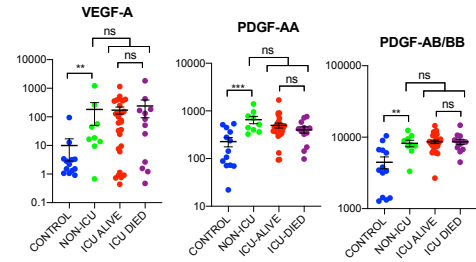 VEGF-A
ns
ns
**
10000
1000
100
10
1
0.1
CONTROL
NON-ICU
ICU ALIVE
ICU DIED
PDGF-AA
ns
ns
***
10000
1000
100
10
CONTROL
NON-ICU
ICU-ALIVE
ICU-DIED
PDGF-AB/BB
ns
ns
**
10000
1000
CONTROL
NON-ICU
ICU ALIVE
ICU DIED